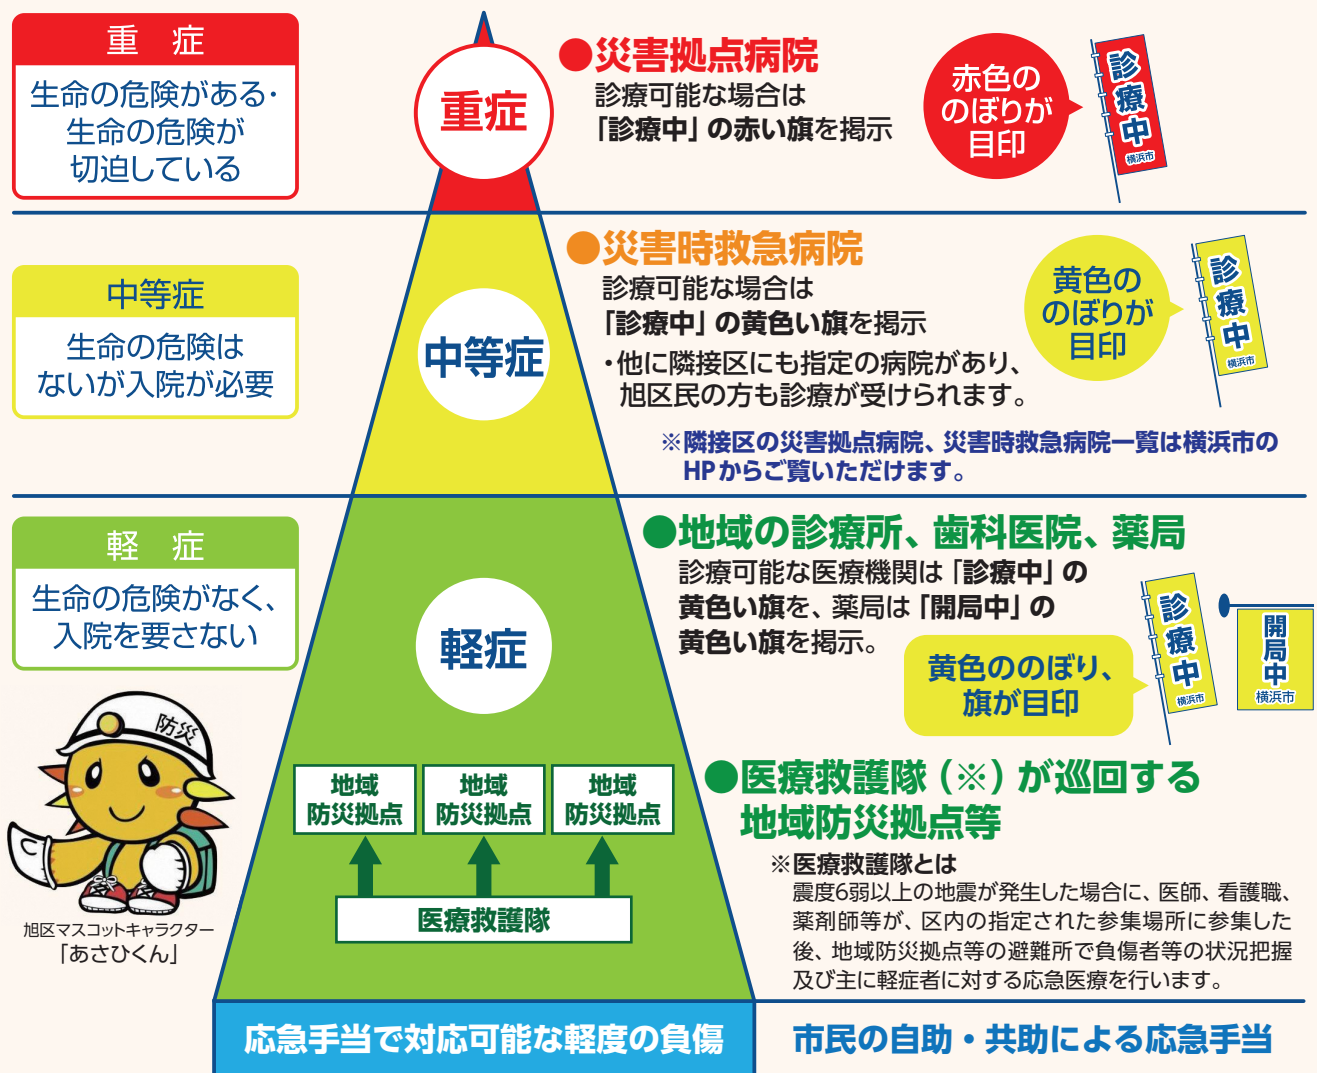 重 症
生命の危険がある・
生命の危険が
切迫している
重症
●災害拠点病院
診療可能な場合は
「診療中」の赤い旗を掲示
赤色の
のぼりが
目印
診療中
横浜市
中等症
生命の危険は
ないが入院が必要
中等症
●災害時救急病院
診療可能な場合は
「診療中」の黄色い旗を掲示
・他に隣接区にも指定の病院があり、
旭区民の方も診療が受けられます。
※隣接区の災害拠点病院、災害時救急病院一覧は横浜市の
HPからご覧いただけます。
黄色の
のぼりが
目印
診療中
横浜市
軽 症
生命の危険がなく、
入院を要さない
軽症
●地域の診療所、歯科医院、薬局
診療可能な医療機関は「診療中」の
黄色い旗を、薬局は「開局中」の
黄色い旗を掲示。
黄色ののぼり、
旗が目印
診療中
横浜市
開局中
横浜市
防災
旭区マスコットキャラクター
「あさひくん」
地域
防災拠点
地域
防災拠点
地域
防災拠点
医療救護隊
●医療救護隊(※)が巡回する
地域防災拠点等
※医療救護隊とは
震度6弱以上の地震が発生した場合に、医師、看護職、
薬剤師等が、区内の指定された参集場所に参集した
後、地域防災拠点等の避難所で負傷者等の状況把握
及び主に軽症者に対する応急医療を行います。
応急手当で対応可能な軽度の負傷
市民の自助・共助による応急手当